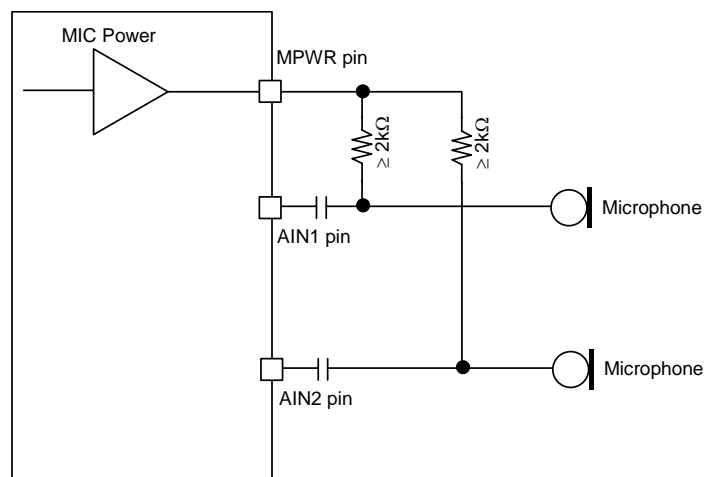 MIC Power
MPWR pin
≥ 2kΩ
≥ 2kΩ
Microphone
AIN1 pin
Microphone
AIN2 pin